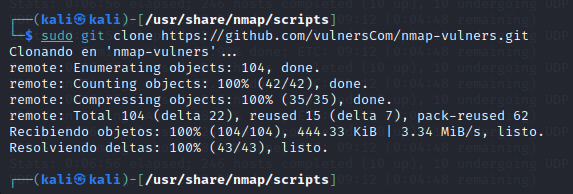 ┌──(kali㉿kali)-[/usr/share/nmap/scripts]
└─$ sudo git clone https://github.com/vulnersCom/nmap-vulners.git
Clonando en 'nmap-vulners'...
remote: Enumerating objects: 104, done.
remote: Counting objects: 100% (42/42), done.
remote: Compressing objects: 100% (35/35), done.
remote: Total 104 (delta 22), reused 15 (delta 7), pack-reused 62
Recibiendo objetos: 100% (104/104), 444.33 KiB | 3.34 MiB/s, listo.
Resolviendo deltas: 100% (43/43), listo.
┌──(kali㉿kali)-[/usr/share/nmap/scripts]